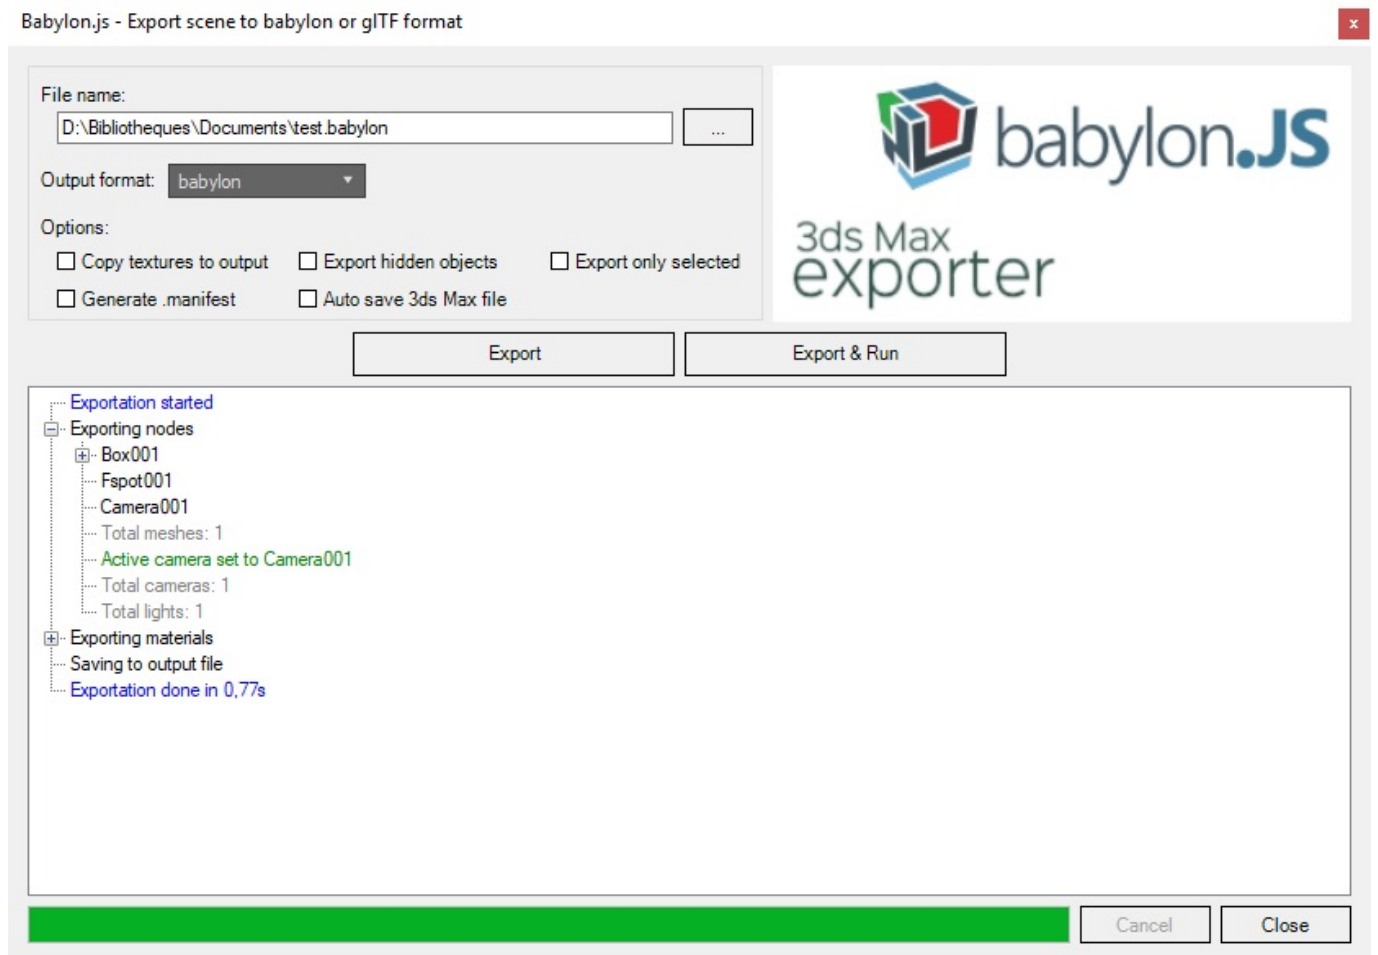 Babylon.js - Export scene to babylon or glTF format
x
File name:
D:\Bibliotheques\Documents\test.babylon
...
Output format: babylon
Options:
Copy textures to output Export hidden objects Export only selected
Generate .manifest Auto save 3ds Max file
babylon.JS
3ds Max
exporter
Export Export & Run
Exportation started
Exporting nodes
Box001
Fspot001
Camera001
Total meshes: 1
Active camera set to Camera001
Total cameras: 1
Total lights: 1
Exporting materials
Saving to output file
Exportation done in 0,77s
Cancel Close